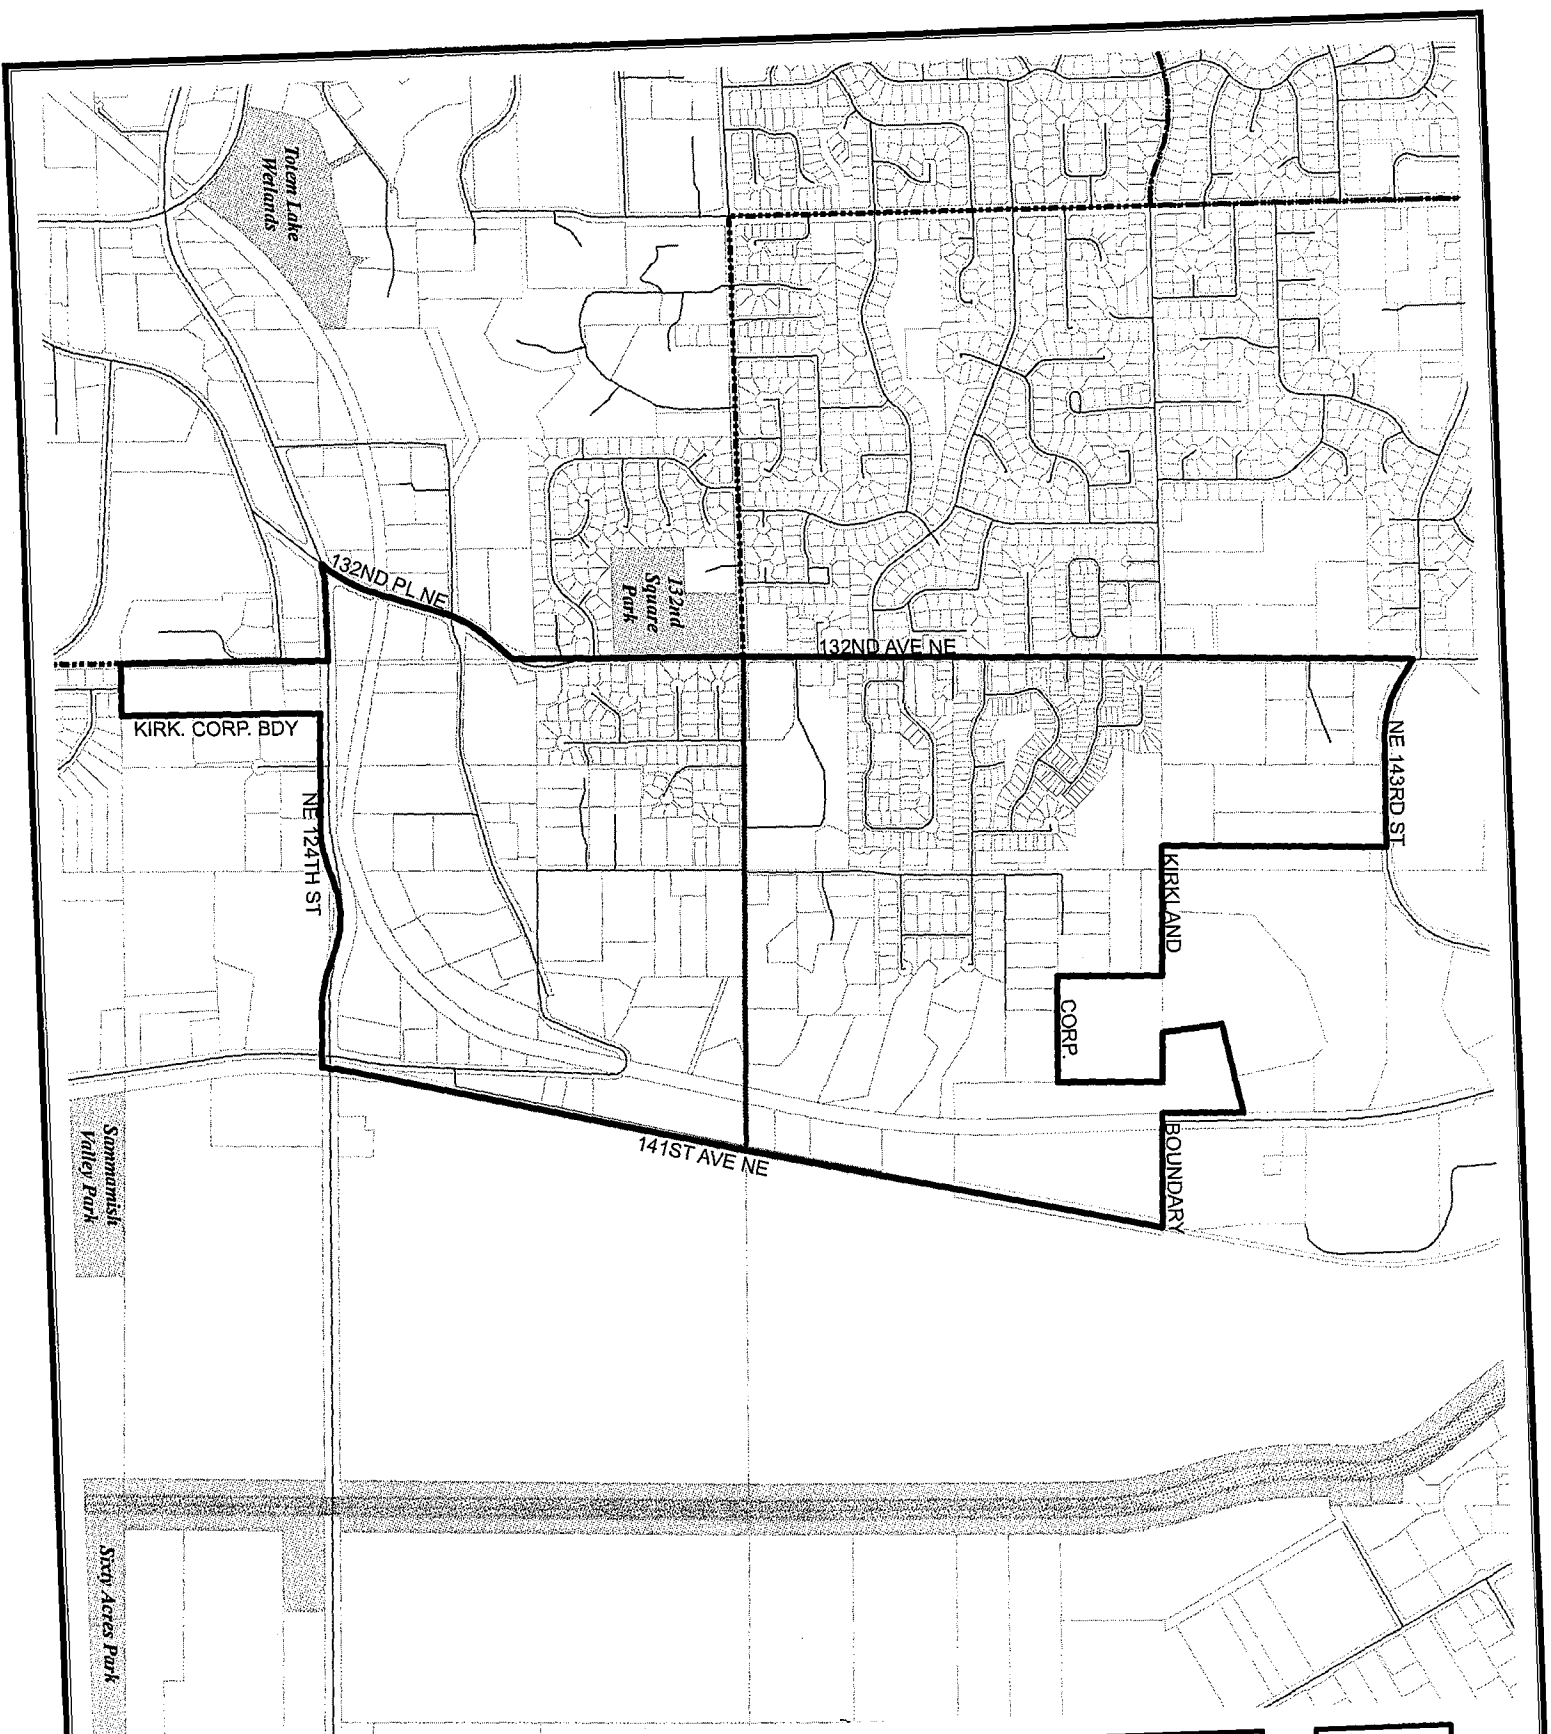 Totem Lake
Wetlands
132ND PL NE
132nd
Square
Park
132ND AVE NE
KIRK. CORP. BDY
NE 143RD ST
NE 124TH ST
KIRKLAND
CORP.
BOUNDARY
141ST AVE NE
Sammamish
Valley Park
Sixty Acres Park